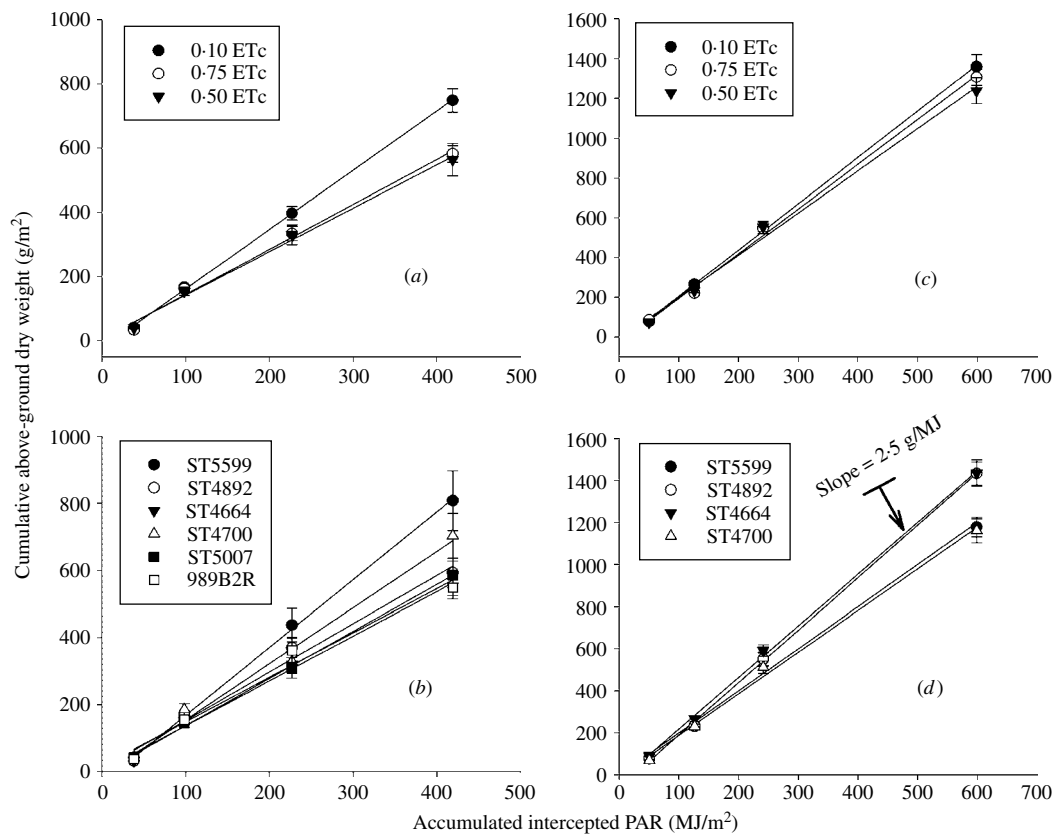 Cumulative above-ground dry weight (g/m²)
1000
800
600
400
200
0
0·10 ETc
0·75 ETc
0·50 ETc
(a)
0
100
200
300
400
500
1600
1400
1200
1000
800
600
400
200
0
0·10 ETc
0·75 ETc
0·50 ETc
(c)
0
100
200
300
400
500
600
700
1000
800
600
400
200
0
ST5599
ST4892
ST4664
ST4700
ST5007
989B2R
(b)
0
100
200
300
400
500
1600
1400
1200
1000
800
600
400
200
0
ST5599
ST4892
ST4664
ST4700
Slope = 2·5 g/MJ
(d)
0
100
200
300
400
500
600
700
Accumulated intercepted PAR (MJ/m²)